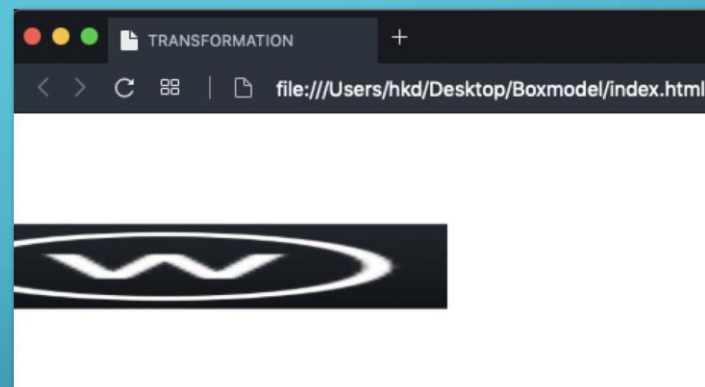 TRANSFORMATION
file:///Users/hkd/Desktop/Boxmodel/index.html
W